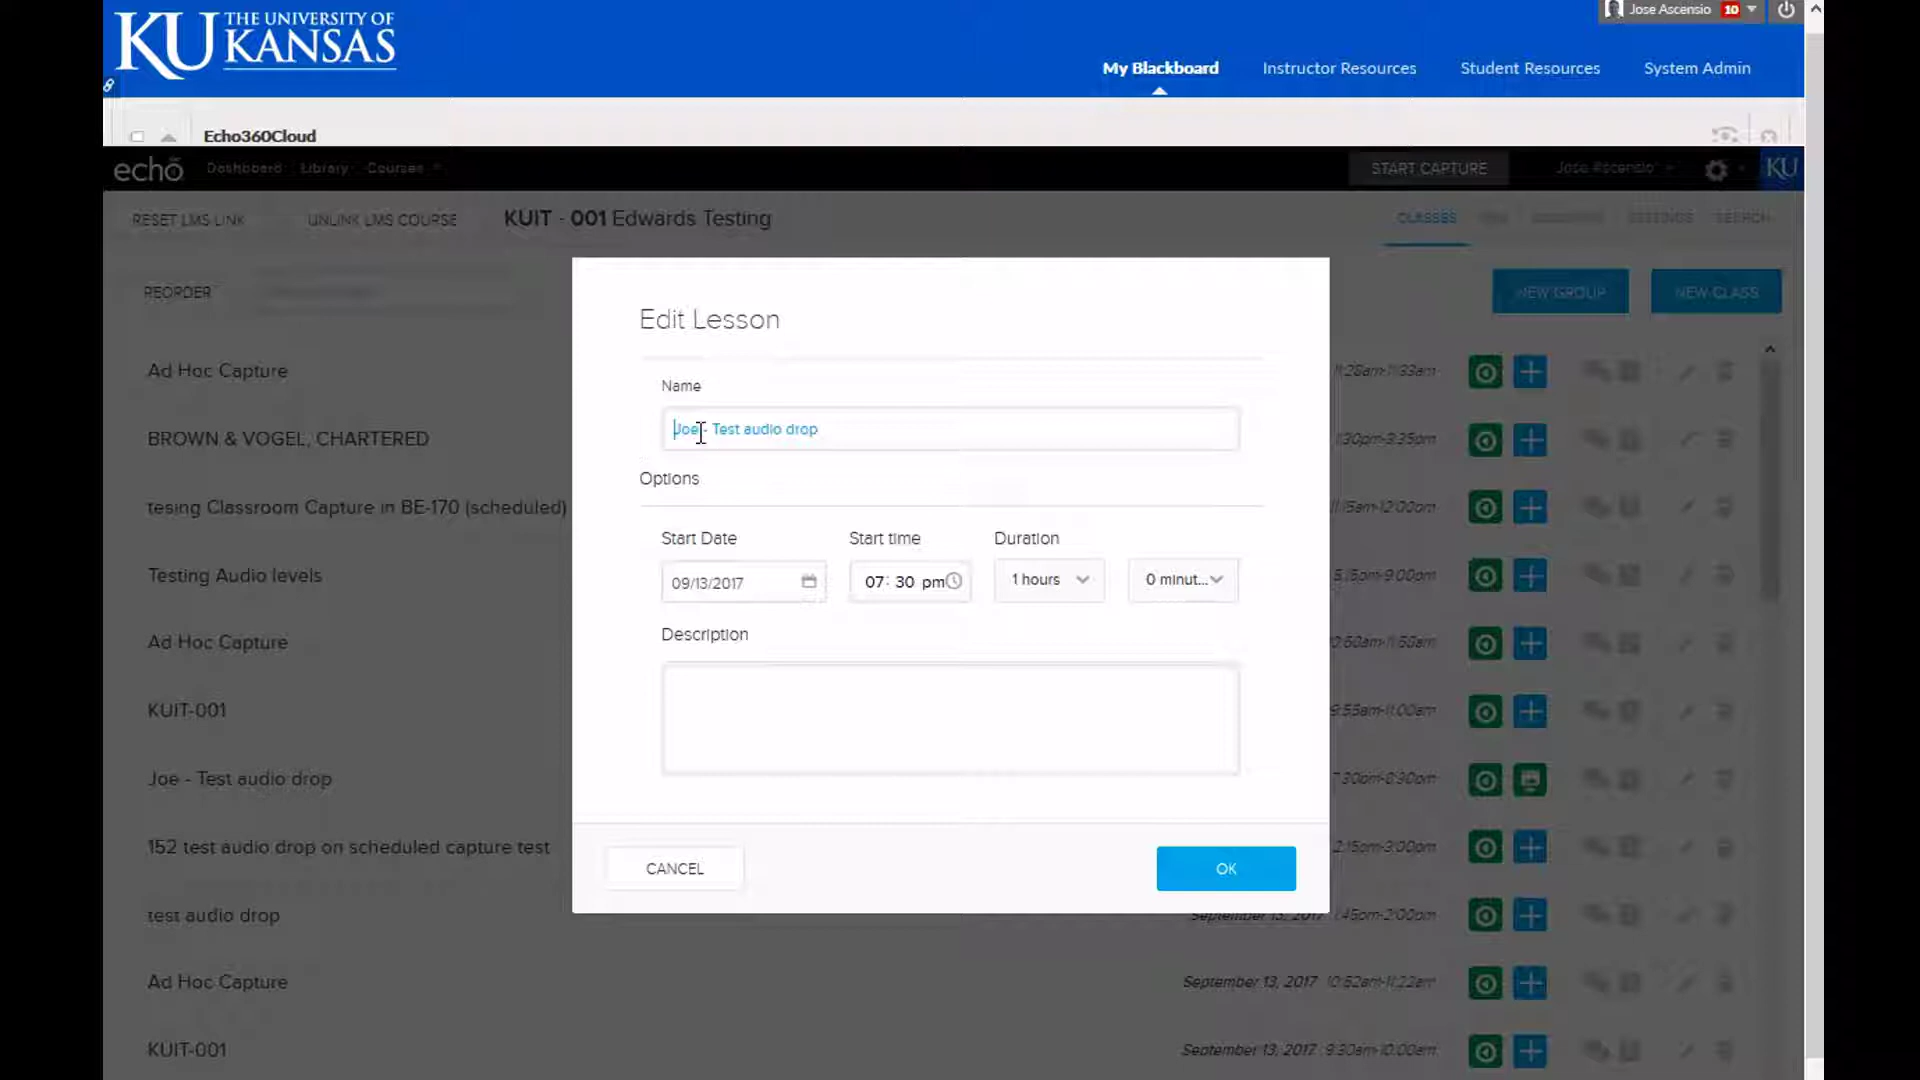 KU THE UNIVERSITY OF KANSAS
Jose Ascensio 10
My Blackboard Instructor Resources Student Resources System Admin
Echo360Cloud
echo Dashboard Library Courses START CAPTURE Jose Ascensio KU
RESET LMS LINK UNLINK LMS COURSE KUIT - 001 Edwards Testing CLASSES SETTINGS SEARCH
REORDER NEW GROUP NEW CLASS
Edit Lesson
Ad Hoc Capture 11:28am-11:33am
Name
Joe - Test audio drop
BROWN & VOGEL, CHARTERED 1:30pm-3:35pm
Options
tesing Classroom Capture in BE-170 (scheduled) 11:15am-12:00pm
Start Date Start time Duration
09/13/2017 07: 30 pm 1 hours 0 minut...
Testing Audio levels 5:15pm-9:00pm
Description
Ad Hoc Capture 10:58am-11:58am
KUIT-001 9:55am-11:00am
Joe - Test audio drop 7:30pm-8:30pm
152 test audio drop on scheduled capture test 2:15pm-3:00pm
CANCEL OK
test audio drop September 13, 2017 1:45pm-2:00pm
Ad Hoc Capture September 13, 2017 10:52am-11:22am
KUIT-001 September 13, 2017 9:30am-10:00am